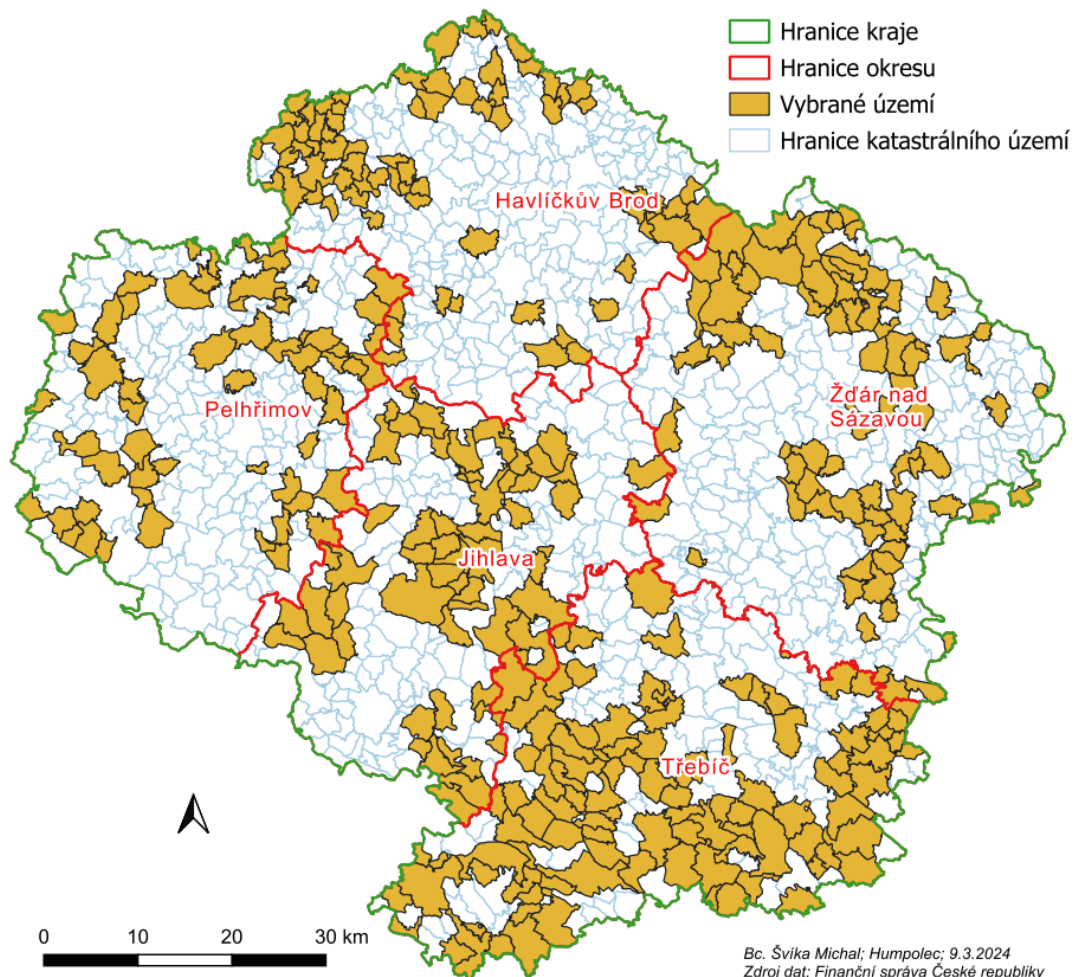 Hranice kraje
Hranice okresu
Vybrané území
Hranice katastrálního území
Havlíčkův Brod
Pelhřimov
Žďár nad
Sázavou
Jihlava
Třebíč
0 10 20 30 km
Bc. Švíka Michal; Humpolec; 9.3.2024
Zdroj dat: Finanční správa České republiky